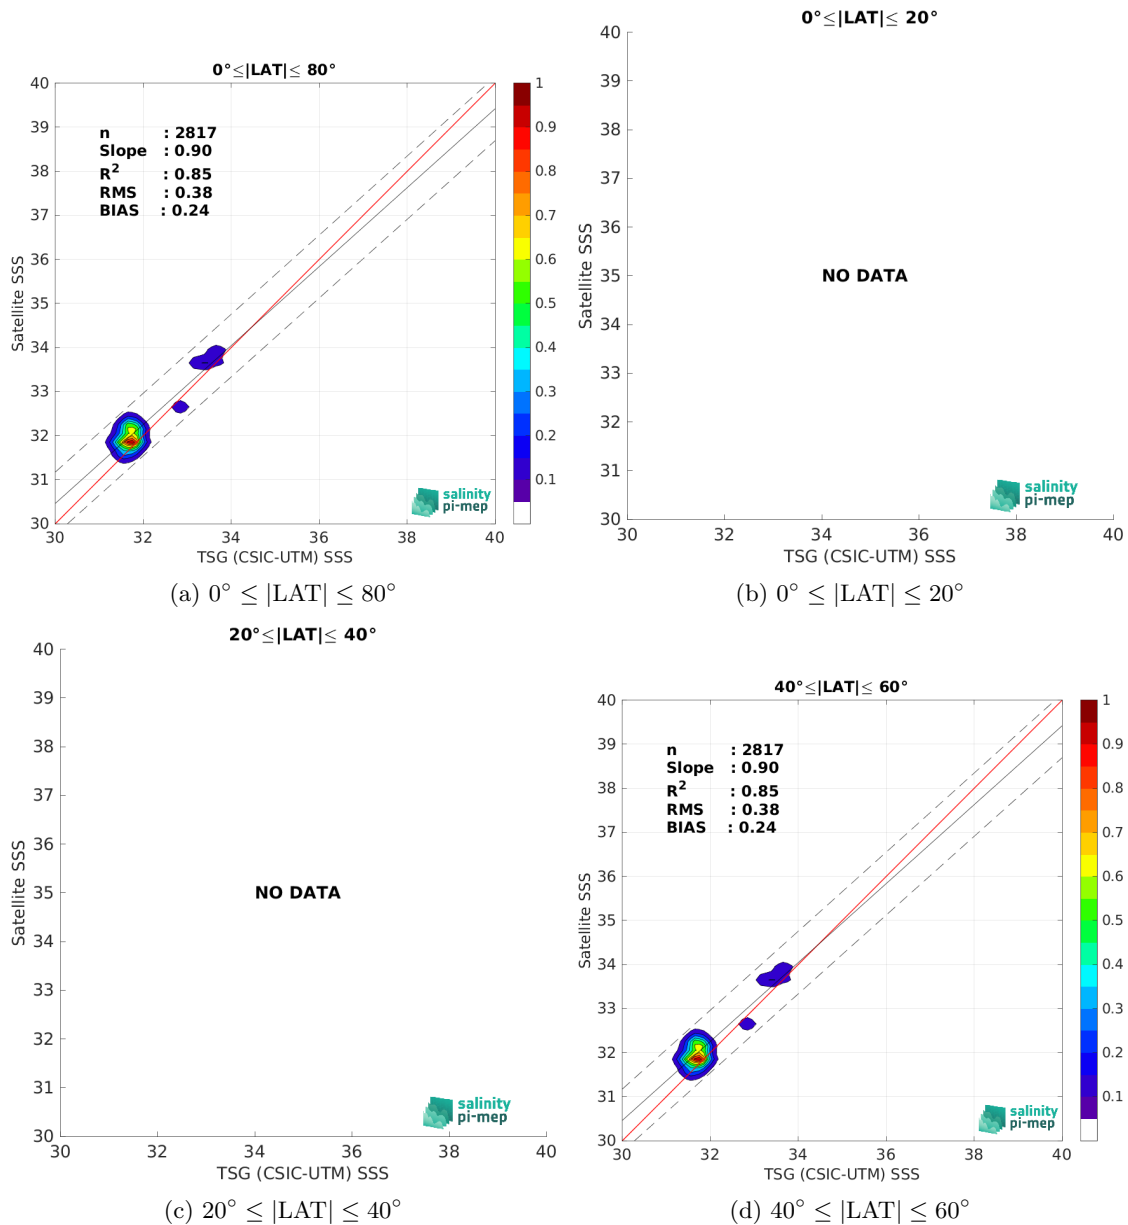 0°≤|LAT|≤ 80°
40
39
38
37
36
35
34
33
32
31
30
Satellite SSS
n : 2817
Slope : 0.90
R2 : 0.85
RMS : 0.38
BIAS : 0.24
salinity
pi-mep
30 32 34 36 38 40
TSG (CSIC-UTM) SSS
1
0.9
0.8
0.7
0.6
0.5
0.4
0.3
0.2
0.1
(a) 0° ≤ |LAT| ≤ 80°
0°≤|LAT|≤ 20°
40
39
38
37
36
35
34
33
32
31
30
Satellite SSS
NO DATA
salinity
pi-mep
30 32 34 36 38 40
TSG (CSIC-UTM) SSS
(b) 0° ≤ |LAT| ≤ 20°
20°≤|LAT|≤ 40°
40
39
38
37
36
35
34
33
32
31
30
Satellite SSS
NO DATA
salinity
pi-mep
30 32 34 36 38 40
TSG (CSIC-UTM) SSS
(c) 20° ≤ |LAT| ≤ 40°
40°≤|LAT|≤ 60°
40
39
38
37
36
35
34
33
32
31
30
Satellite SSS
n : 2817
Slope : 0.90
R2 : 0.85
RMS : 0.38
BIAS : 0.24
salinity
pi-mep
30 32 34 36 38 40
TSG (CSIC-UTM) SSS
1
0.9
0.8
0.7
0.6
0.5
0.4
0.3
0.2
0.1
(d) 40° ≤ |LAT| ≤ 60°